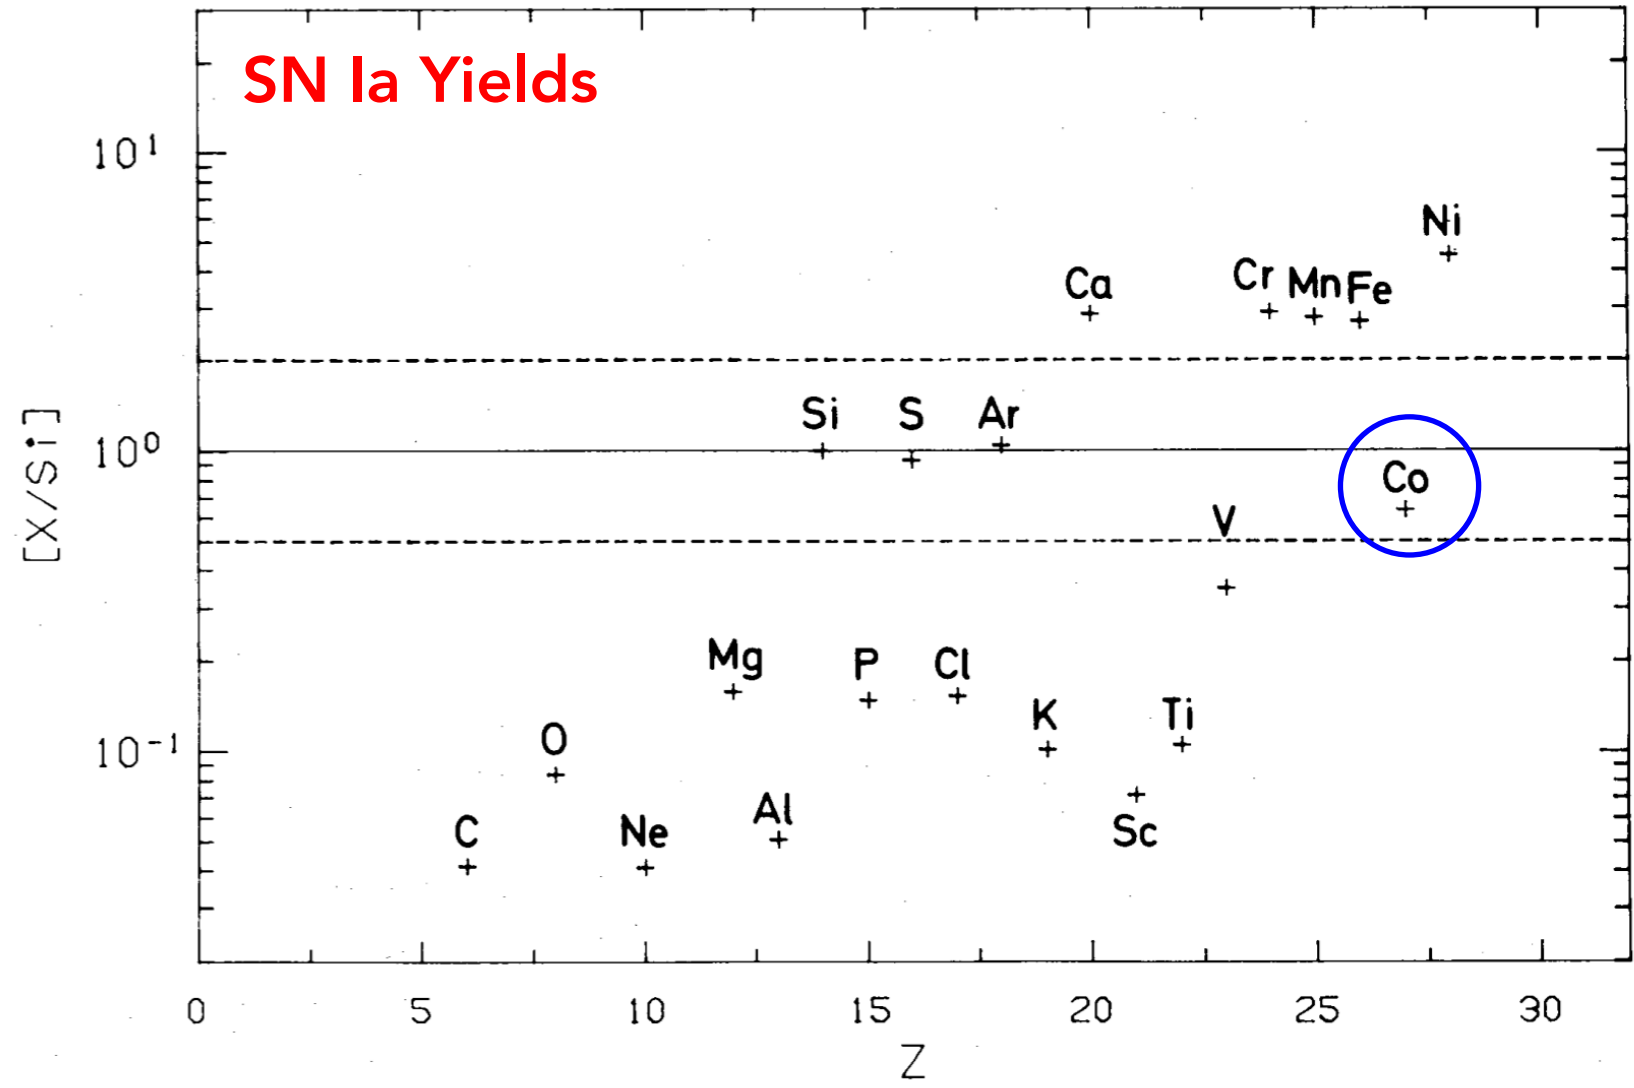 SN Ia Yields
10¹
Ni
Ca
Cr Mn Fe
Si S Ar
10⁰
Co
V
[X/Si]
Mg P Cl
K Ti
O
10⁻¹
Al
C Ne Sc
0 5 10 15 20 25 30
Z